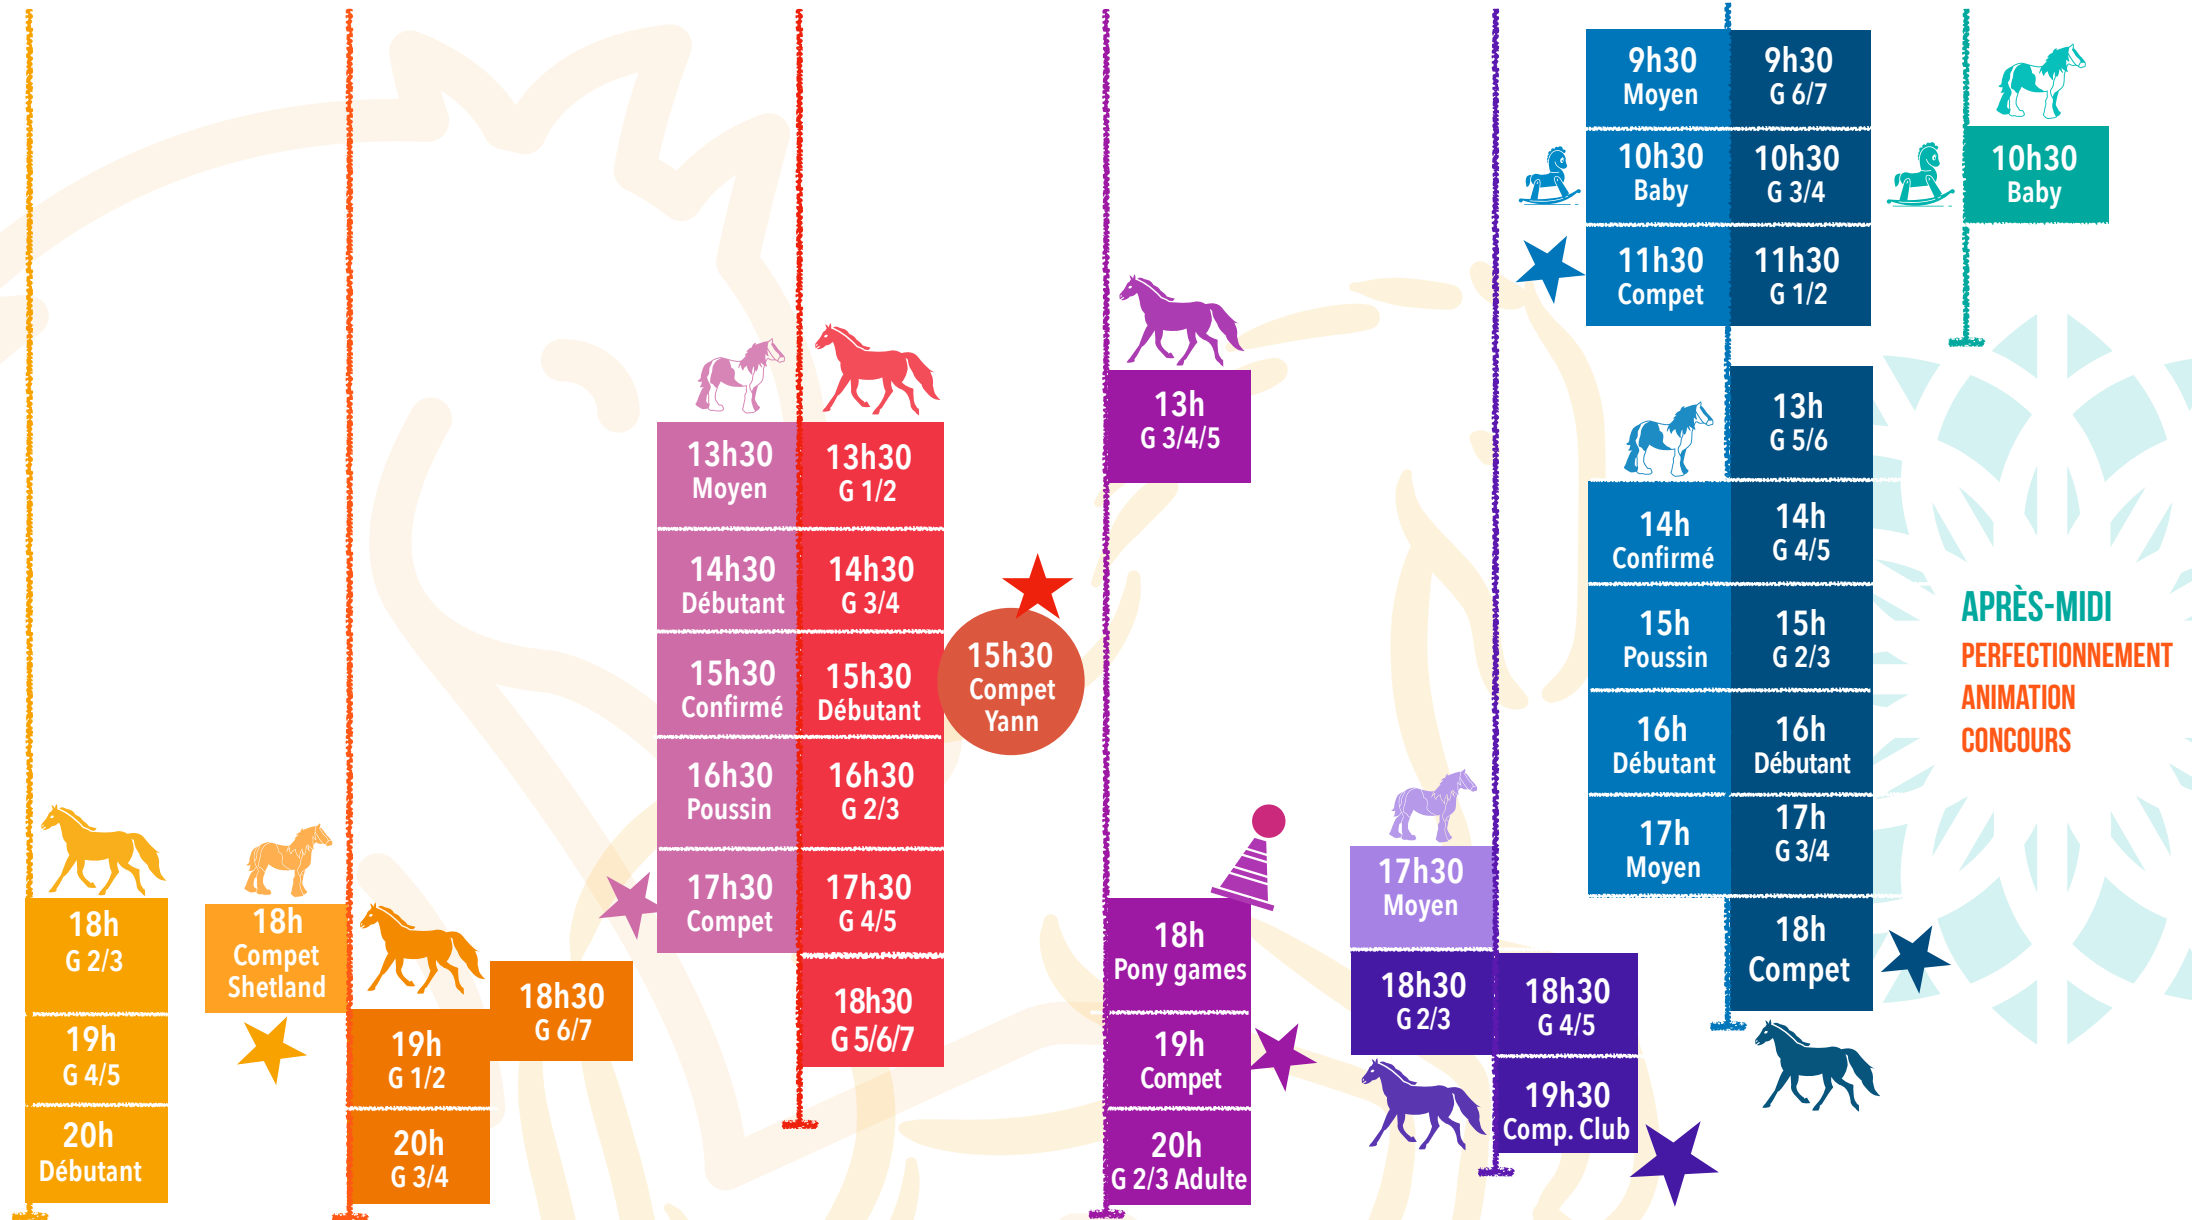 18h
G 2/3
19h
G 4/5
20h
Débutant
18h
Compet
Shetland
19h
G 1/2
20h
G 3/4
18h30
G 6/7
13h30
Moyen
14h30
Débutant
15h30
Confirmé
16h30
Poussin
17h30
Compet
13h30
G 1/2
14h30
G 3/4
15h30
Débutant
16h30
G 2/3
17h30
G 4/5
18h30
G 5/6/7
15h30
Compet
Yann
13h
G 3/4/5
18h
Pony games
19h
Compet
20h
G 2/3 Adulte
17h30
Moyen
18h30
G 2/3
18h30
G 4/5
19h30
Comp. Club
9h30
Moyen
10h30
Baby
11h30
Compet
14h
Confirmé
15h
Poussin
16h
Débutant
17h
Moyen
9h30
G 6/7
10h30
G 3/4
11h30
G 1/2
13h
G 5/6
14h
G 4/5
15h
G 2/3
16h
Débutant
17h
G 3/4
18h
Compet
10h30
Baby
APRÈS-MIDI
PERFECTIONNEMENT
ANIMATION
CONCOURS